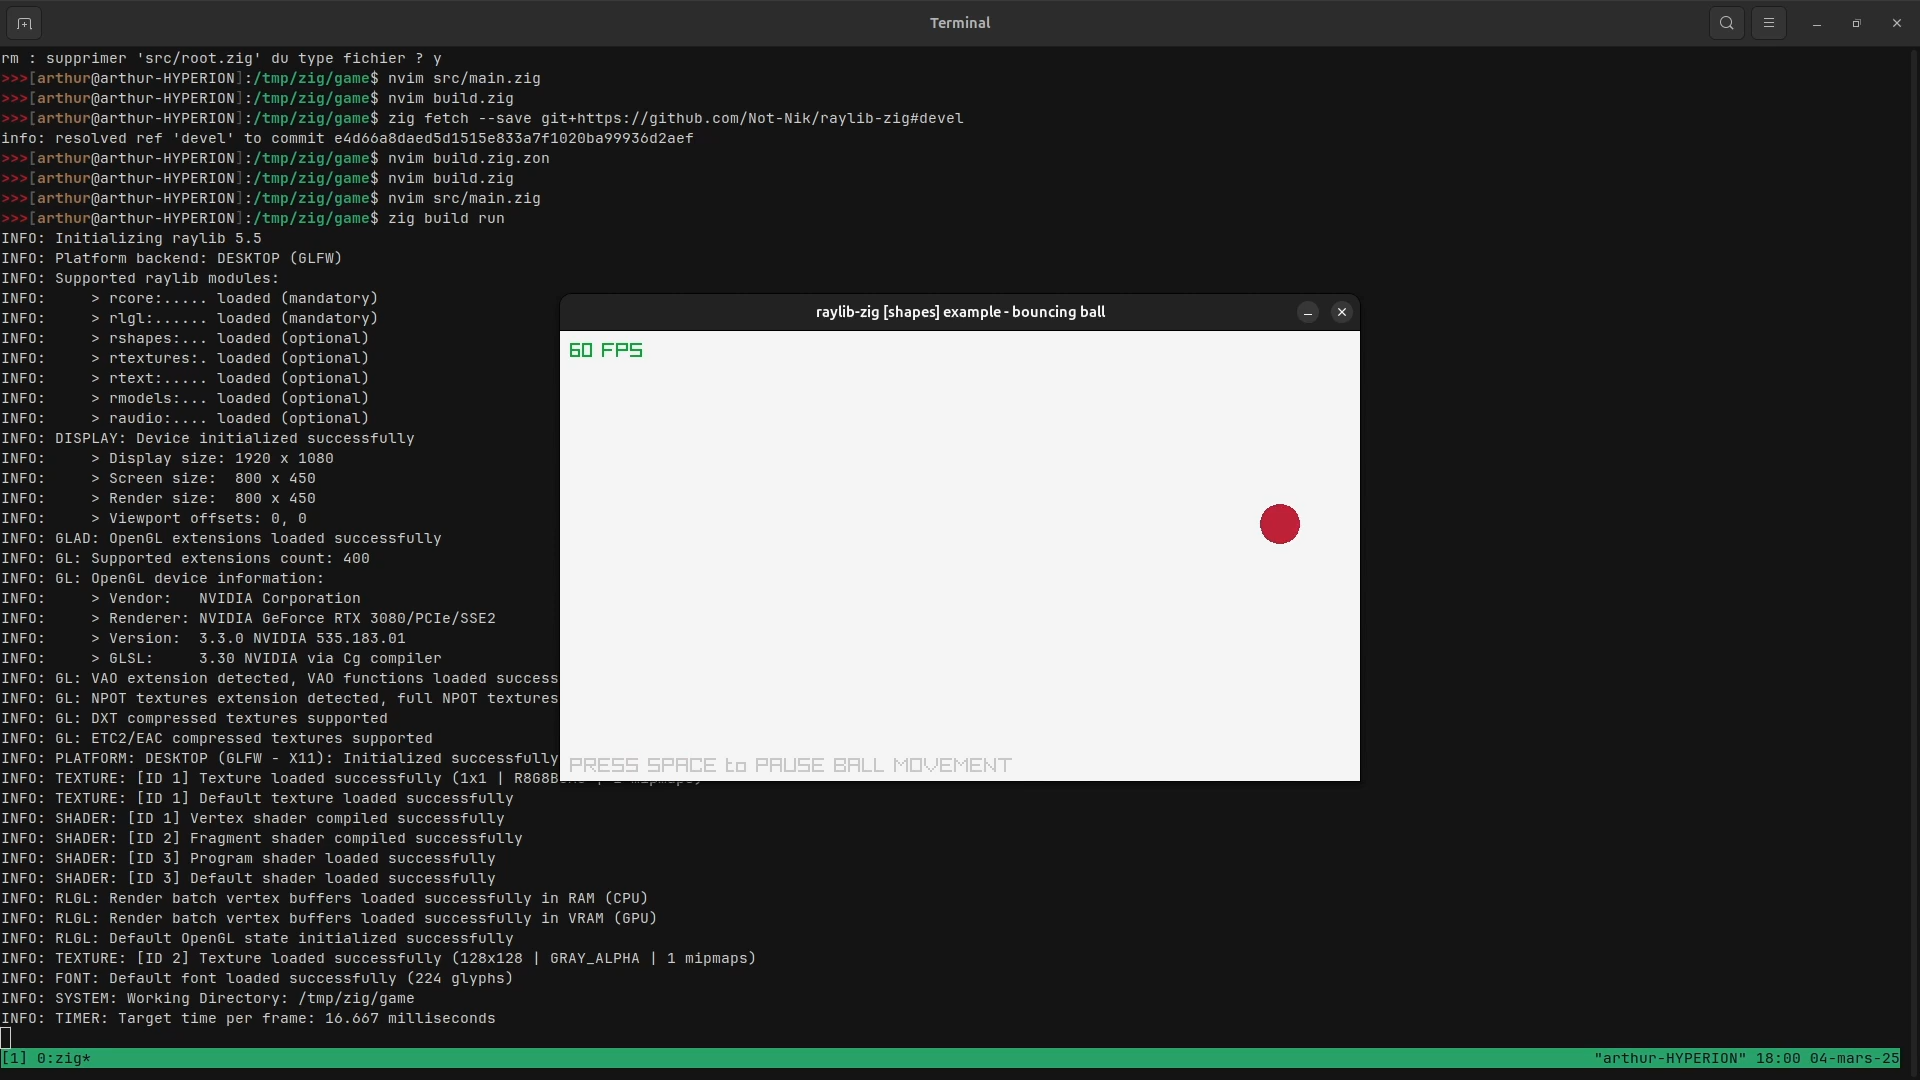 Terminal
rm : supprimer 'src/root.zig' du type fichier ? y
>>>[arthur@arthur-HYPERION]:/tmp/zig/game$ nvim src/main.zig
>>>[arthur@arthur-HYPERION]:/tmp/zig/game$ nvim build.zig
>>>[arthur@arthur-HYPERION]:/tmp/zig/game$ zig fetch --save git+https://github.com/Not-Nik/raylib-zig#devel
info: resolved ref 'devel' to commit e4d66a8daed5d1515e833a7f1020ba99936d2aef
>>>[arthur@arthur-HYPERION]:/tmp/zig/game$ nvim build.zig.zon
>>>[arthur@arthur-HYPERION]:/tmp/zig/game$ nvim build.zig
>>>[arthur@arthur-HYPERION]:/tmp/zig/game$ nvim src/main.zig
>>>[arthur@arthur-HYPERION]:/tmp/zig/game$ zig build run
INFO: Initializing raylib 5.5
INFO: Platform backend: DESKTOP (GLFW)
INFO: Supported raylib modules:
INFO:     > rcore:..... loaded (mandatory)
INFO:     > rlgl:...... loaded (mandatory)
INFO:     > rshapes:... loaded (optional)
INFO:     > rtextures:. loaded (optional)
INFO:     > rtext:..... loaded (optional)
INFO:     > rmodels:... loaded (optional)
INFO:     > raudio:.... loaded (optional)
INFO: DISPLAY: Device initialized successfully
INFO:     > Display size: 1920 x 1080
INFO:     > Screen size:  800 x 450
INFO:     > Render size:  800 x 450
INFO:     > Viewport offsets: 0, 0
INFO: GLAD: OpenGL extensions loaded successfully
INFO: GL: Supported extensions count: 400
INFO: GL: OpenGL device information:
INFO:     > Vendor:   NVIDIA Corporation
INFO:     > Renderer: NVIDIA GeForce RTX 3080/PCIe/SSE2
INFO:     > Version:  3.3.0 NVIDIA 535.183.01
INFO:     > GLSL:     3.30 NVIDIA via Cg compiler
INFO: GL: VAO extension detected, VAO functions loaded success
INFO: GL: NPOT textures extension detected, full NPOT textures
INFO: GL: DXT compressed textures supported
INFO: GL: ETC2/EAC compressed textures supported
INFO: PLATFORM: DESKTOP (GLFW - X11): Initialized successfully
INFO: TEXTURE: [ID 1] Texture loaded successfully (1x1 | R8G8B
INFO: TEXTURE: [ID 1] Default texture loaded successfully
INFO: SHADER: [ID 1] Vertex shader compiled successfully
INFO: SHADER: [ID 2] Fragment shader compiled successfully
INFO: SHADER: [ID 3] Program shader loaded successfully
INFO: SHADER: [ID 3] Default shader loaded successfully
INFO: RLGL: Render batch vertex buffers loaded successfully in RAM (CPU)
INFO: RLGL: Render batch vertex buffers loaded successfully in VRAM (GPU)
INFO: RLGL: Default OpenGL state initialized successfully
INFO: TEXTURE: [ID 2] Texture loaded successfully (128x128 | GRAY_ALPHA | 1 mipmaps)
INFO: FONT: Default font loaded successfully (224 glyphs)
INFO: SYSTEM: Working Directory: /tmp/zig/game
INFO: TIMER: Target time per frame: 16.667 milliseconds
raylib-zig [shapes] example - bouncing ball
60 FPS
PRESS SPACE to PAUSE BALL MOVEMENT
[1] 0:zig* "arthur-HYPERION" 18:00 04-mars-25